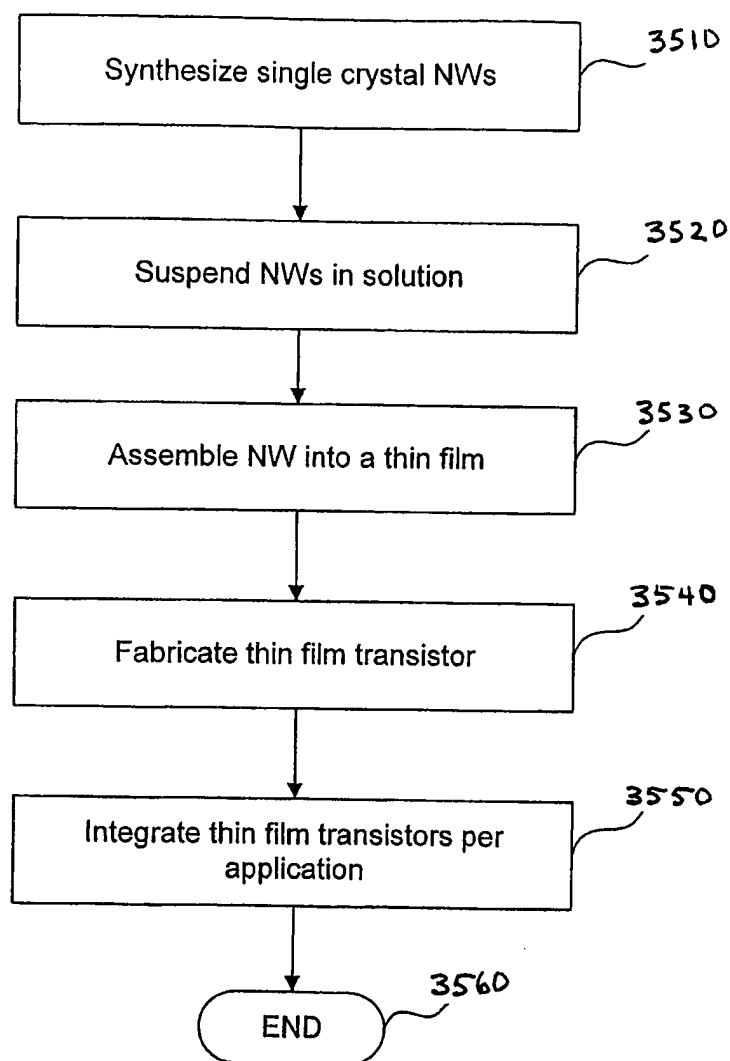 Synthesize single crystal NWs
3510
Suspend NWs in solution
3520
Assemble NW into a thin film
3530
Fabricate thin film transistor
3540
Integrate thin film transistors per
application
3550
END
3560